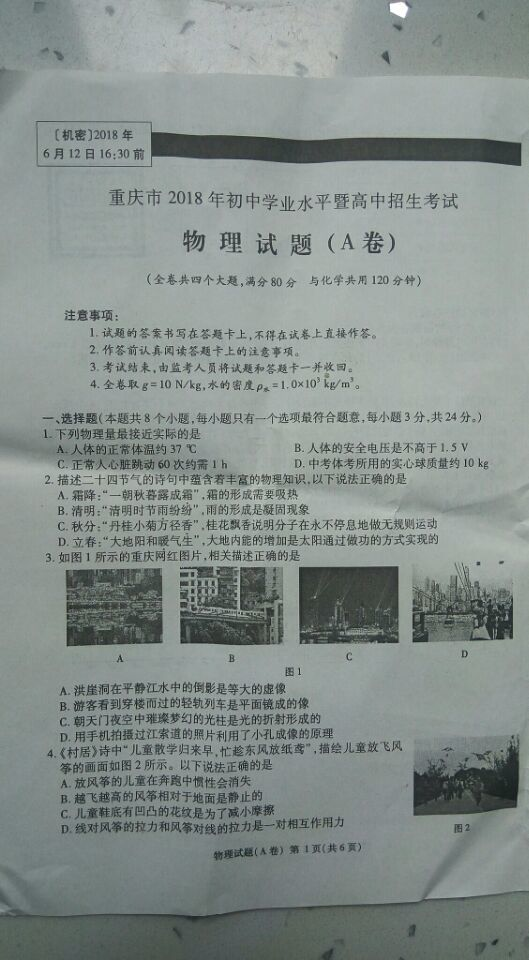 〔机密〕2018年
6月12日16:30前
重庆市2018年初中学业水平暨高中招生考试
物理试题(A卷)
(全卷共四个大题,满分80分 与化学共用120分钟)
注意事项:
1.试题的答案书写在答题卡上,不得在试卷上直接作答。
2.作答前认真阅读答题卡上的注意事项。
3.考试结束,由监考人员将试题和答题卡一并收回。
4.全卷取g=10 N/kg,水的密度ρ水=1.0×10³ kg/m³。
一、选择题(本题共8个小题,每小题只有一个选项最符合题意,每小题3分,共24分。)
1.下列物理量最接近实际的是
A.人体的正常体温约37 ℃ B.人体的安全电压是不高于1.5 V
C.正常人心脏跳动60次约需1 h D.中考体考所用的实心球质量约10 kg
2.描述二十四节气的诗句中蕴含着丰富的物理知识,以下说法正确的是
A.霜降:“一朝秋暮露成霜”,霜的形成需要吸热
B.清明:“清明时节雨纷纷”,雨的形成是凝固现象
C.秋分:“丹桂小菊万径香”,桂花飘香说明分子在永不停息地做无规则运动
D.立春:“大地阳和暖气生”,大地内能的增加是太阳通过做功的方式实现的
3.如图1所示的重庆网红图片,相关描述正确的是
A B C D
图1
A.洪崖洞在平静江水中的倒影是等大的虚像
B.游客看到穿楼而过的轻轨列车是平面镜成的像
C.朝天门夜空中璀璨梦幻的光柱是光的折射形成的
D.用手机拍摄过江索道的照片利用了小孔成像的原理
4.《村居》诗中“儿童散学归来早,忙趁东风放纸鸢”,描绘儿童放飞风
筝的画面如图2所示。以下说法正确的是
A.放风筝的儿童在奔跑中惯性会消失
B.越飞越高的风筝相对于地面是静止的
C.儿童鞋底有凹凸的花纹是为了减小摩擦
D.线对风筝的拉力和风筝对线的拉力是一对相互作用力
图2
物理试题(A卷) 第1页(共6页)